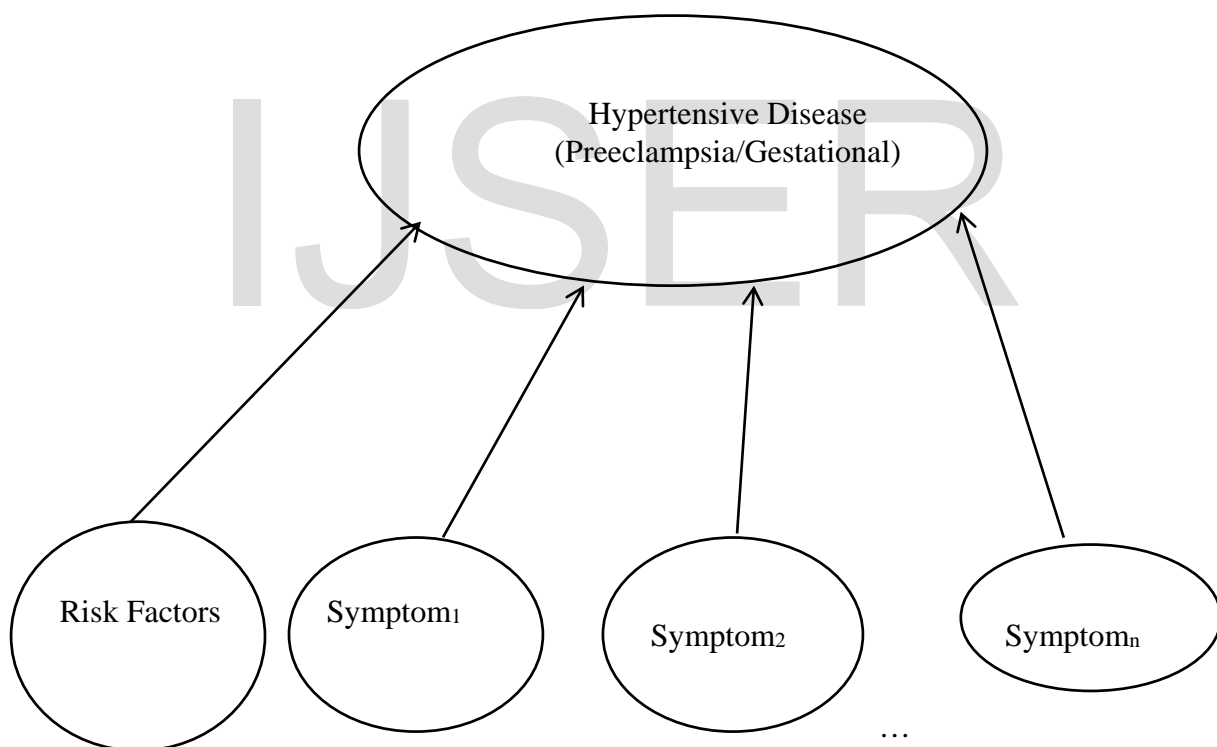 IJSER
Hypertensive Disease
(Preeclampsia/Gestational)
Risk Factors
Symptom₁
Symptom₂
Symptomₙ
…